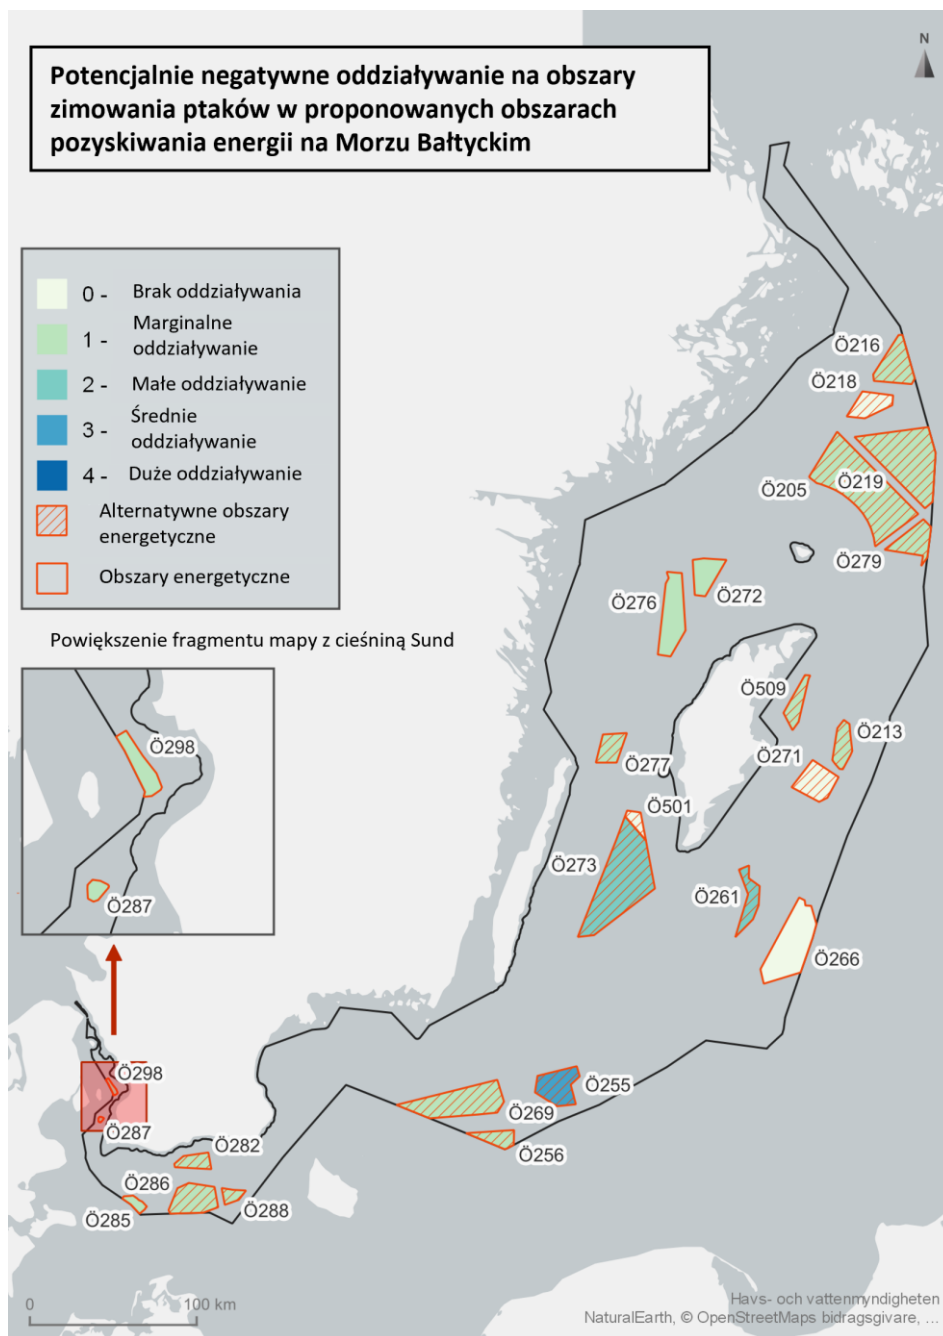 N
Potencjalnie negatywne oddziaływanie na obszary
zimowania ptaków w proponowanych obszarach
pozyskiwania energii na Morzu Bałtyckim
0 - Brak oddziaływania
1 - Marginalne
oddziaływanie
2 - Małe oddziaływanie
3 - Średnie
oddziaływanie
4 - Duże oddziaływanie
Alternatywne obszary
energetyczne
Obszary energetyczne
Powiększenie fragmentu mapy z cieśniną Sund
Ö298
Ö287
Ö216
Ö218
Ö219
Ö205
Ö279
Ö272
Ö276
Ö509
Ö213
Ö271
Ö277
Ö501
Ö273
Ö261
Ö266
Ö298
Ö255
Ö269
Ö287
Ö256
Ö282
Ö286
Ö288
Ö285
0 100 km
Havs- och vattenmyndigheten
NaturalEarth, © OpenStreetMaps bidragsgivare, ...